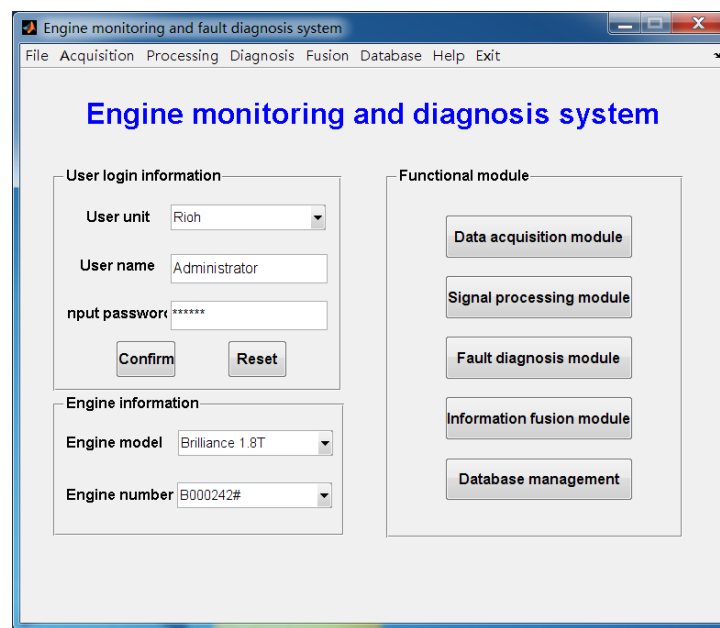 Engine monitoring and fault diagnosis system
File Acquisition Processing Diagnosis Fusion Database Help Exit
Engine monitoring and diagnosis system
User login information
User unit Rioh
User name Administrator
nput passwor ******
Confirm Reset
Engine information
Engine model Brilliance 1.8T
Engine number B000242#
Functional module
Data acquisition module
Signal processing module
Fault diagnosis module
Information fusion module
Database management